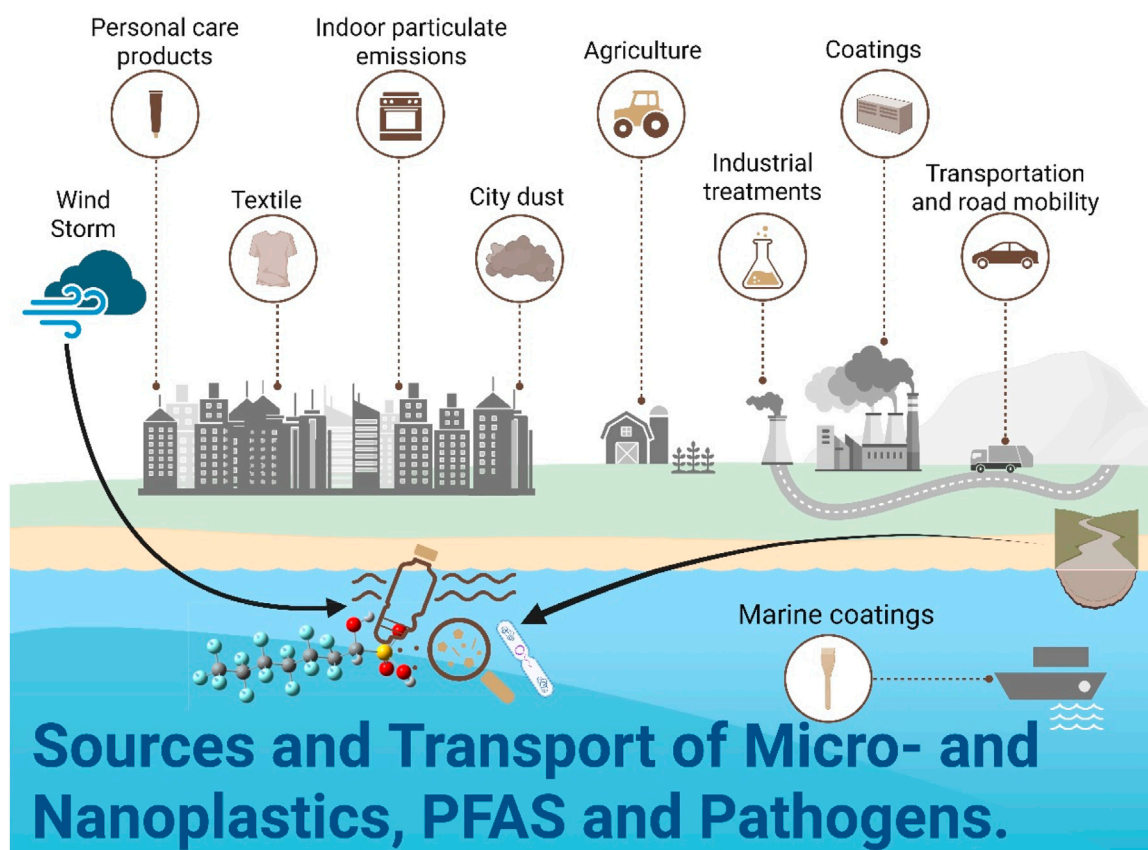 Personal care
products
Indoor particulate
emissions
Agriculture
Coatings
Wind
Storm
Textile
City dust
Industrial
treatments
Transportation
and road mobility
Marine coatings
Sources and Transport of Micro- and
Nanoplastics, PFAS and Pathogens.